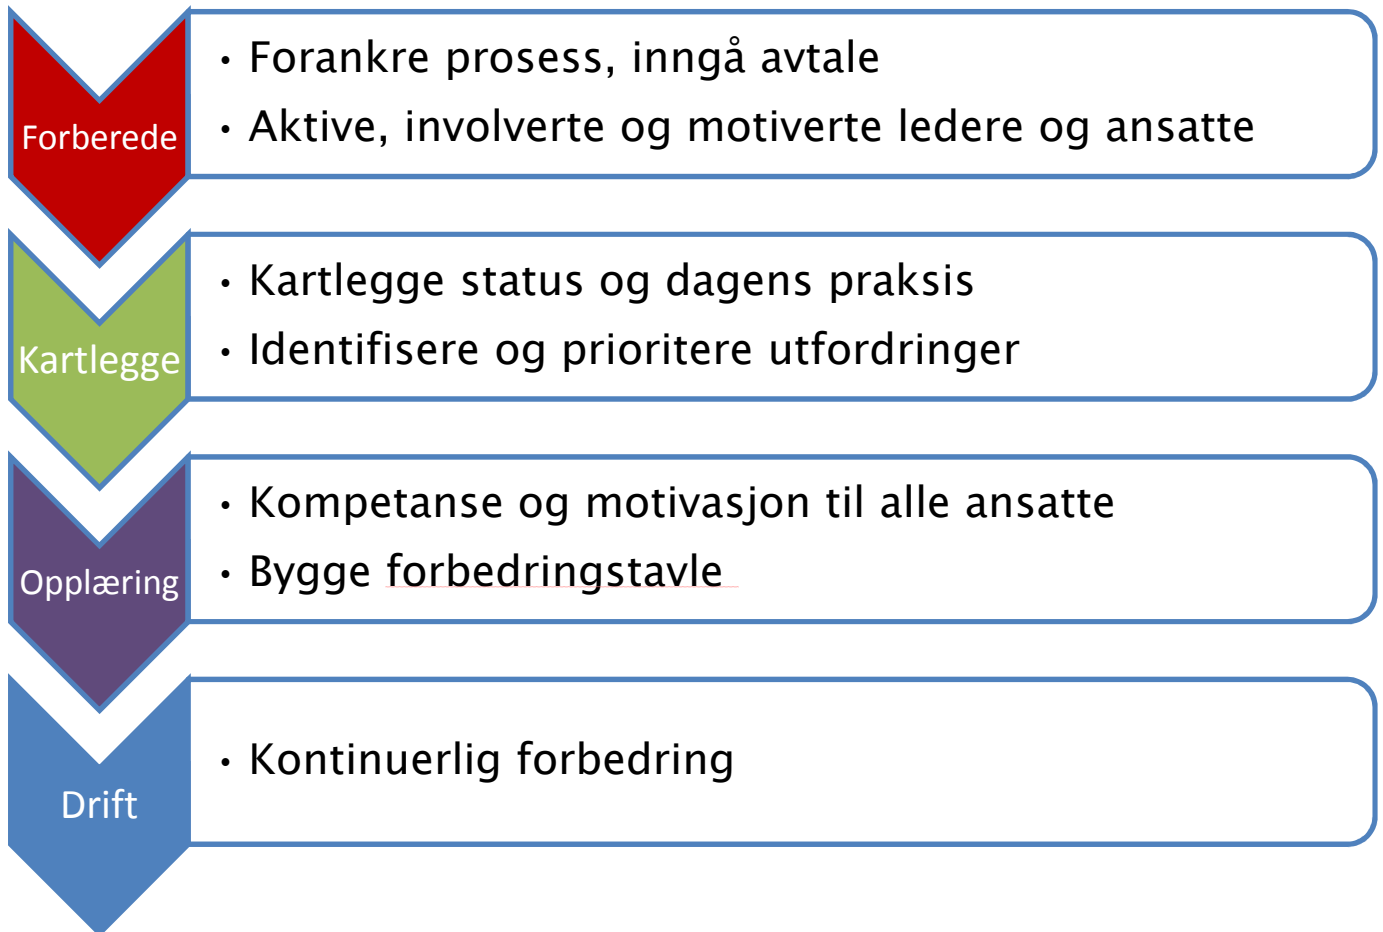 Forberede
• Forankre prosess, inngå avtale
• Aktive, involverte og motiverte ledere og ansatte
Kartlegge
• Kartlegge status og dagens praksis
• Identifisere og prioritere utfordringer
Opplæring
• Kompetanse og motivasjon til alle ansatte
• Bygge forbedringstavle
Drift
• Kontinuerlig forbedring